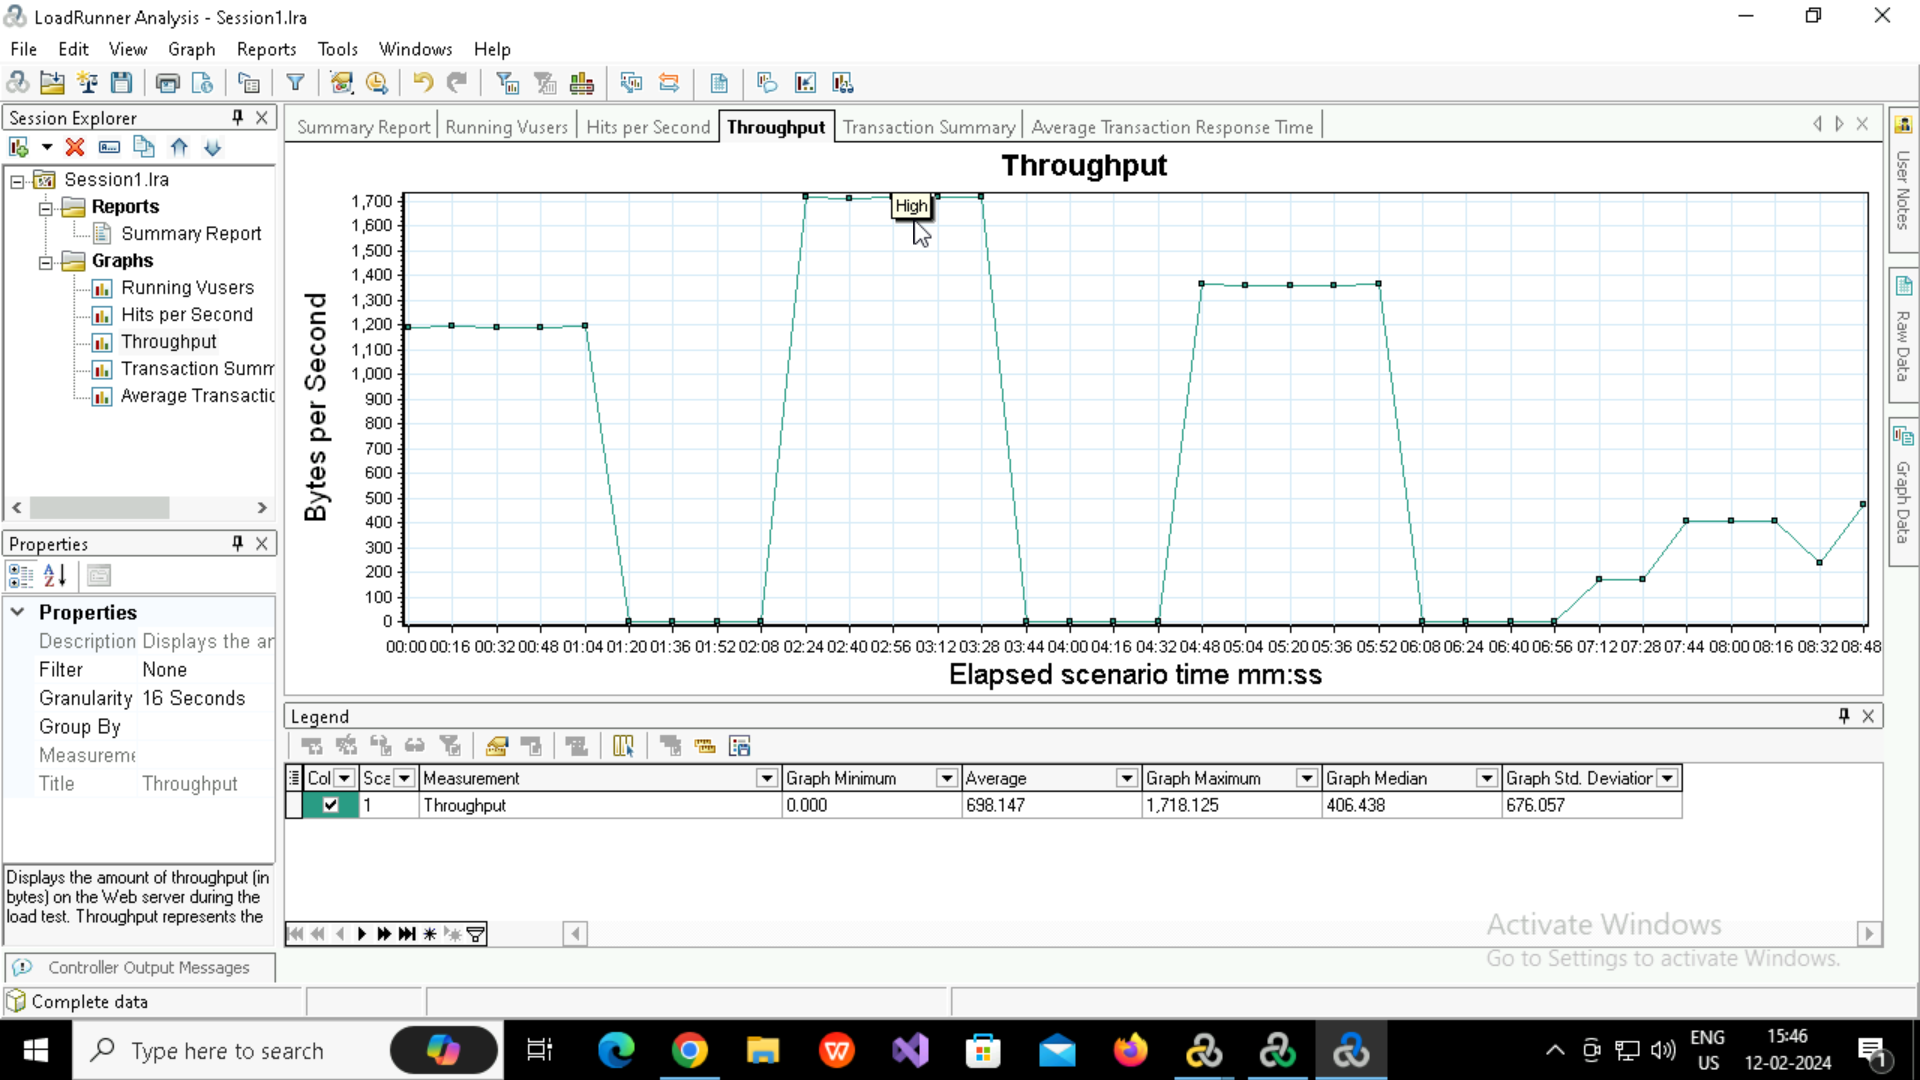 LoadRunner Analysis - Session1.lra
File Edit View Graph Reports Tools Windows Help
Session Explorer
Session1.lra
Reports
Summary Report
Graphs
Running Vusers
Hits per Second
Throughput
Transaction Summ
Average Transactic
Properties
Properties
Description Displays the ar
Filter None
Granularity 16 Seconds
Group By
Measureme
Title Throughput
Displays the amount of throughput (in
bytes) on the Web server during the
load test. Throughput represents the
Controller Output Messages
Complete data
Summary Report Running Vusers Hits per Second Throughput Transaction Summary Average Transaction Response Time
Throughput
High
Bytes per Second
1,700
1,600
1,500
1,400
1,300
1,200
1,100
1,000
900
800
700
600
500
400
300
200
100
0
00:00 00:16 00:32 00:48 01:04 01:20 01:36 01:52 02:08 02:24 02:40 02:56 03:12 03:28 03:44 04:00 04:16 04:32 04:48 05:04 05:20 05:36 05:52 06:08 06:24 06:40 06:56 07:12 07:28 07:44 08:00 08:16 08:32 08:48
Elapsed scenario time mm:ss
Legend
Col Sca Measurement Graph Minimum Average Graph Maximum Graph Median Graph Std. Deviation
1 Throughput 0.000 698.147 1,718.125 406.438 676.057
User Notes
Raw Data
Graph Data
Activate Windows
Go to Settings to activate Windows.
Type here to search
ENG
US
15:46
12-02-2024
1